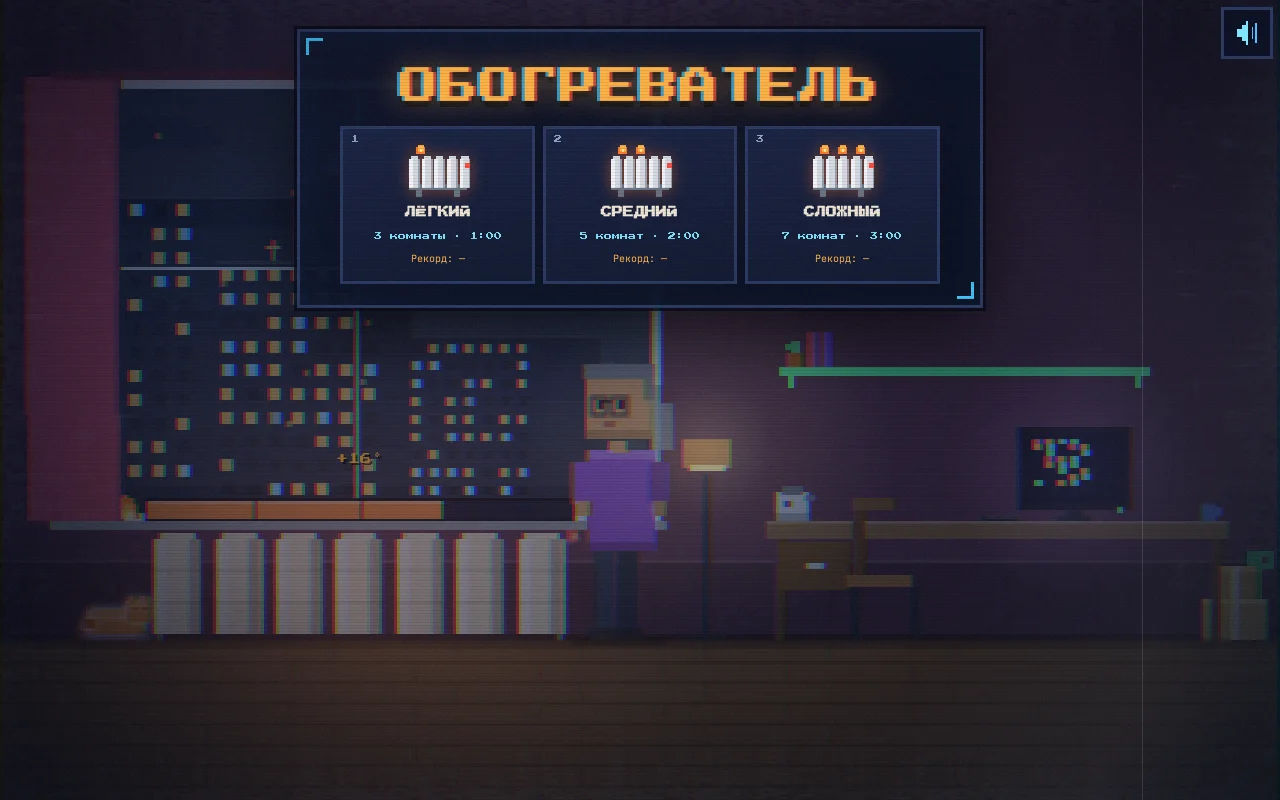 ОБОГРЕВАТЕЛЬ
1
ЛЁГКИЙ
3 комнаты · 1:00
Рекорд: —
2
СРЕДНИЙ
5 комнат · 2:00
Рекорд: —
3
СЛОЖНЫЙ
7 комнат · 3:00
Рекорд: —
+16°